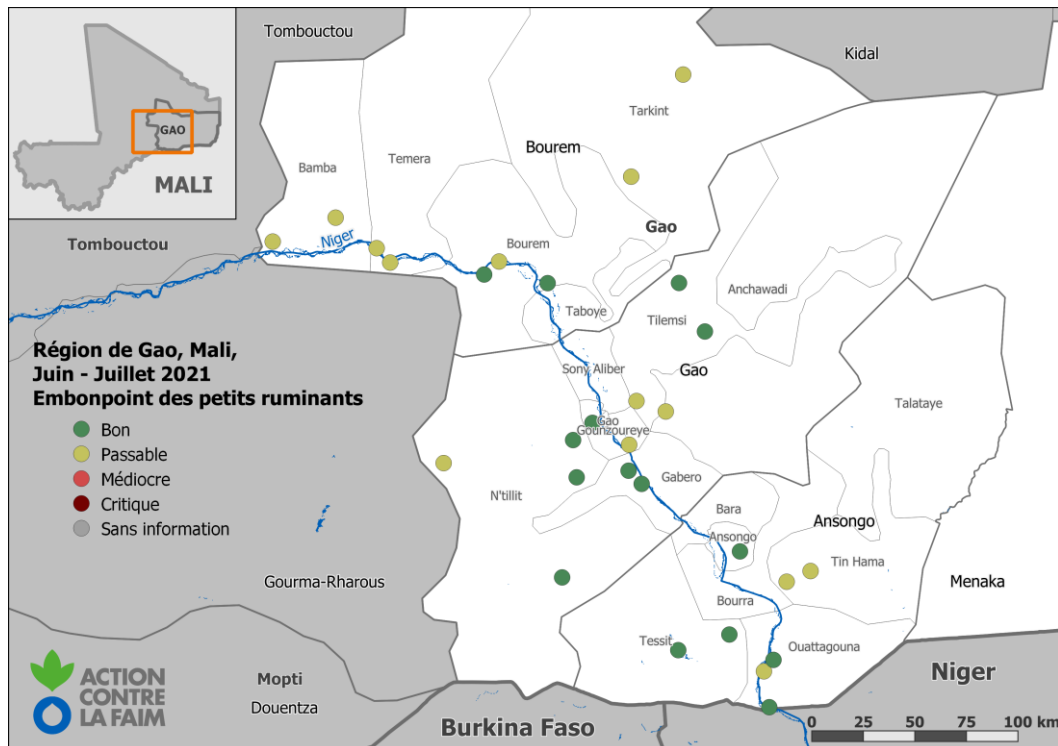 Tombouctou
Kidal
GAO
MALI
Tarkint
Bourem
Bamba
Temera
Gao
Tombouctou
Niger
Bourem
Anchawadi
Taboye
Tilemsi
Région de Gao, Mali,
Juin - Juillet 2021
Embonpoint des petits ruminants
Bon
Passable
Médiocre
Critique
Sans information
Sony Aliber
Gao
Talataye
Gao
Gounzoureye
N'tillit
Gabero
Bara
Ansongo
Ansongo
Tin Hama
Gourma-Rharous
Menaka
Bourra
Tessit
Ouattagouna
ACTION
CONTRE
LA FAIM
Mopti
Douentza
Niger
Burkina Faso
0 25 50 75 100 km